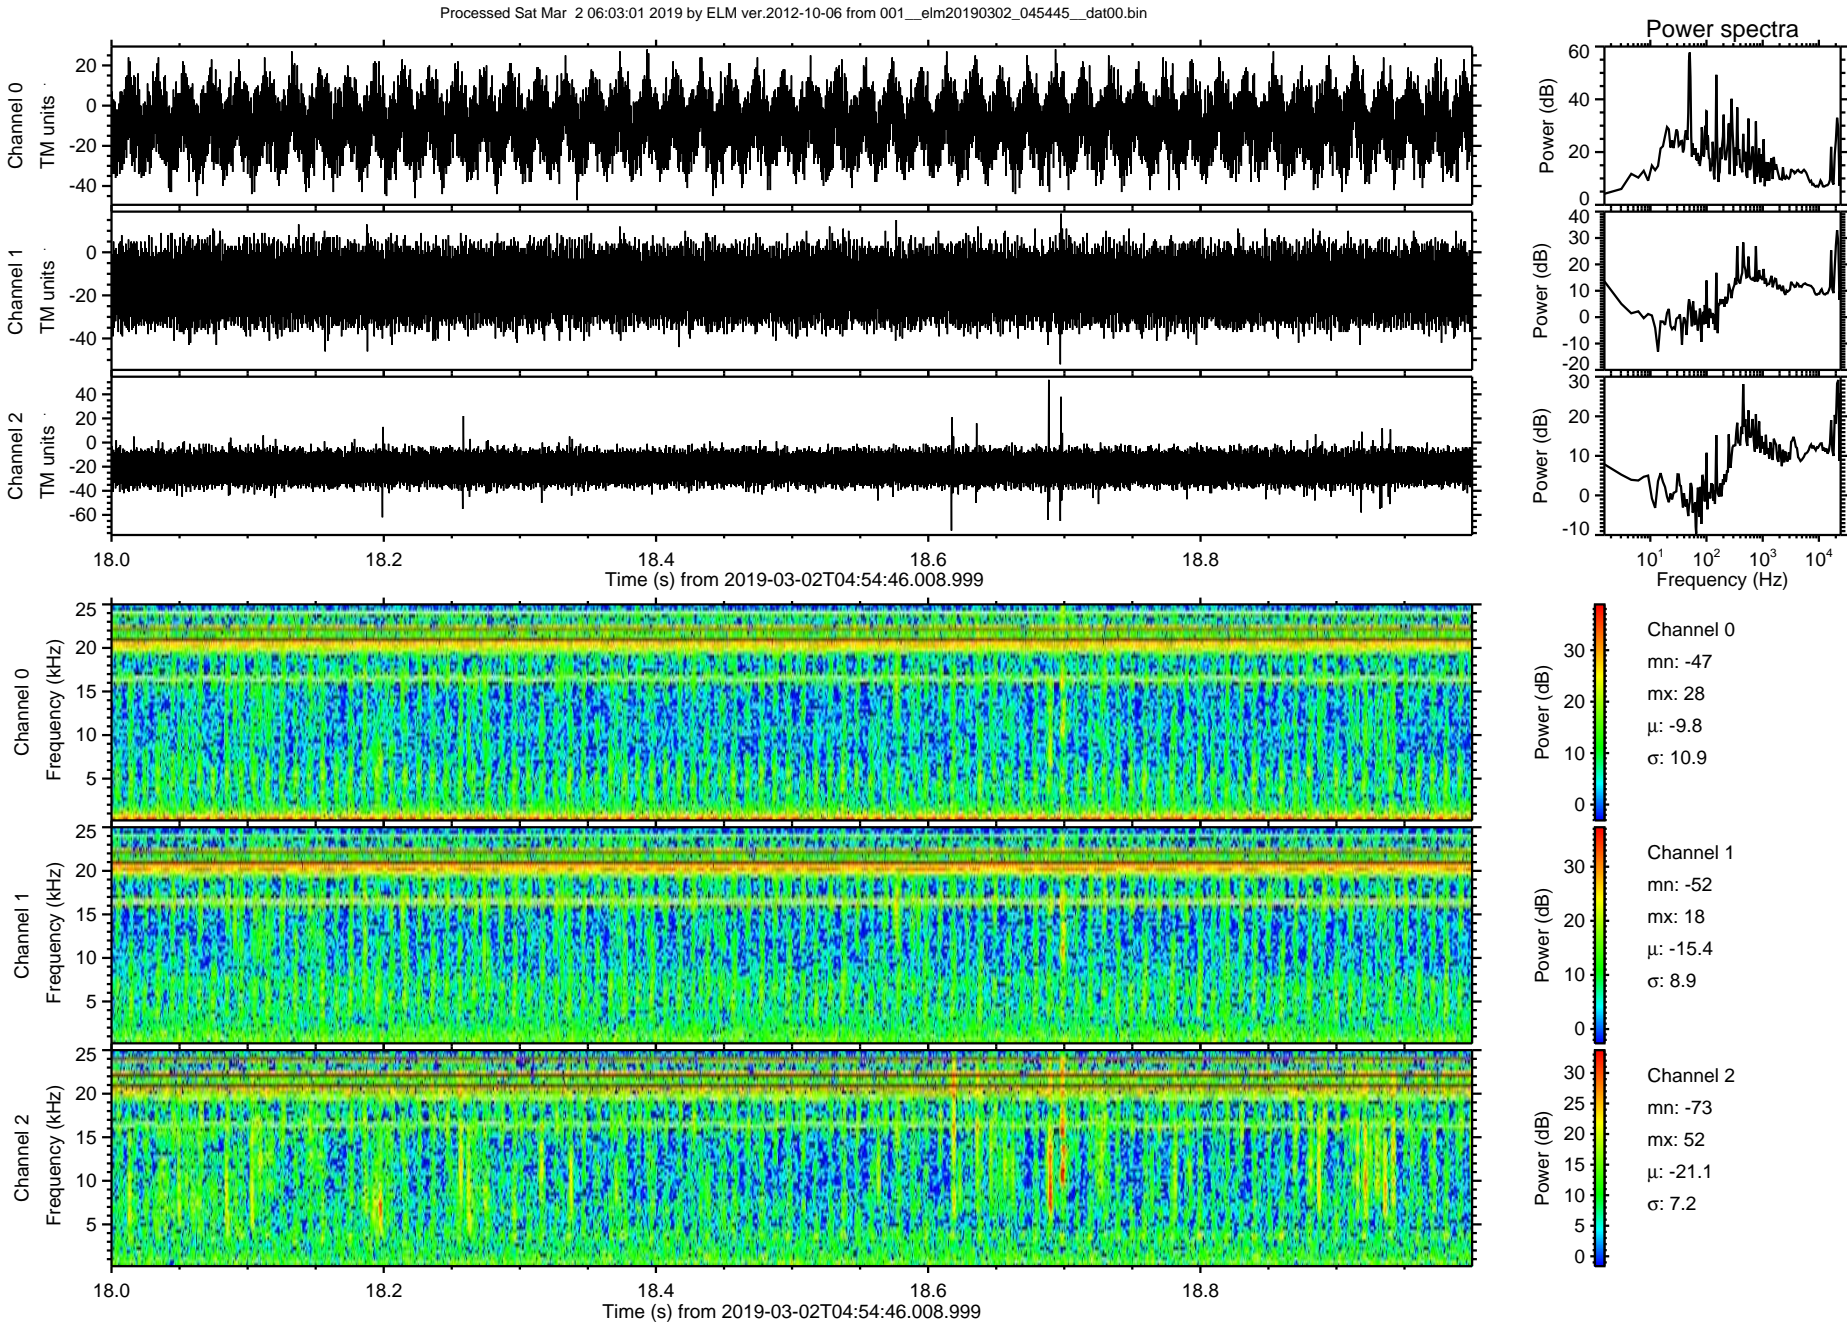 Processed Sat Mar  2 06:03:01 2019 by ELM ver.2012-10-06 from 001__elm20190302_045445__dat00.bin
Power spectra
Channel 0
TM units
20
0
-20
-40
Power (dB)
60
40
20
0
Channel 1
TM units
0
-20
-40
Power (dB)
40
30
20
10
0
-10
-20
Channel 2
TM units
40
20
0
-20
-40
-60
Power (dB)
30
20
10
0
-10
18.0 18.2 18.4 18.6 18.8
Time (s) from 2019-03-02T04:54:46.008.999
10^1 10^2 10^3 10^4
Frequency (Hz)
Channel 0
Frequency (kHz)
25
20
15
10
5
Power (dB)
30
20
10
0
Channel 0
mn: -47
mx: 28
μ: -9.8
σ: 10.9
Channel 1
Frequency (kHz)
25
20
15
10
5
Power (dB)
30
20
10
0
Channel 1
mn: -52
mx: 18
μ: -15.4
σ: 8.9
Channel 2
Frequency (kHz)
25
20
15
10
5
Power (dB)
30
25
20
15
10
5
0
Channel 2
mn: -73
mx: 52
μ: -21.1
σ: 7.2
18.0 18.2 18.4 18.6 18.8
Time (s) from 2019-03-02T04:54:46.008.999